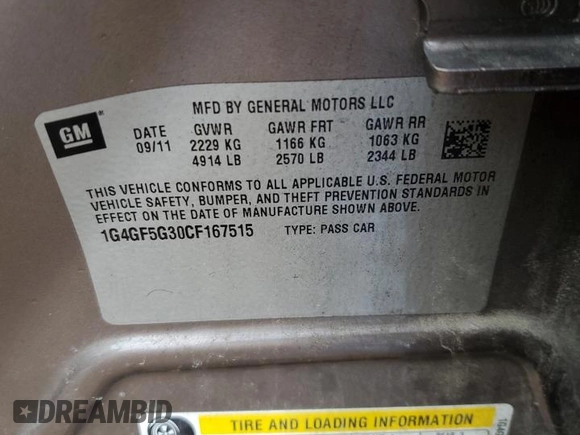 MFD BY GENERAL MOTORS LLC
GM
DATE GVWR GAWR FRT GAWR RR
09/11 2229 KG 1166 KG 1063 KG
4914 LB 2570 LB 2344 LB
THIS VEHICLE CONFORMS TO ALL APPLICABLE U.S. FEDERAL MOTOR
VEHICLE SAFETY, BUMPER, AND THEFT PREVENTION STANDARDS IN
EFFECT ON THE DATE OF MANUFACTURE SHOWN ABOVE.
1G4GF5G30CF167515 TYPE: PASS CAR
TIRE AND LOADING INFORMATION
DREAMBID